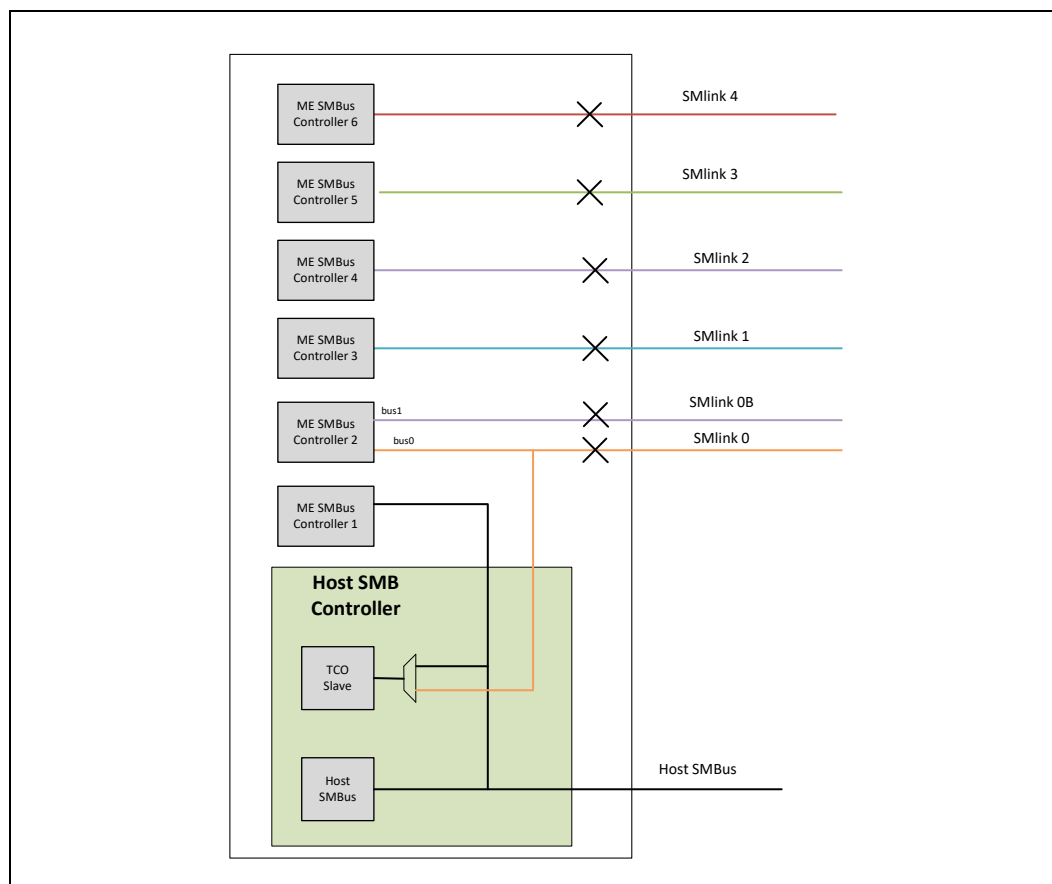 SMlink 4
ME SMBus
Controller 6
SMlink 3
ME SMBus
Controller 5
SMlink 2
ME SMBus
Controller 4
SMlink 1
ME SMBus
Controller 3
SMlink 0B
bus1
ME SMBus
Controller 2
bus0
SMlink 0
ME SMBus
Controller 1
Host SMB
Controller
TCO
Slave
Host SMBus
Host
SMBus